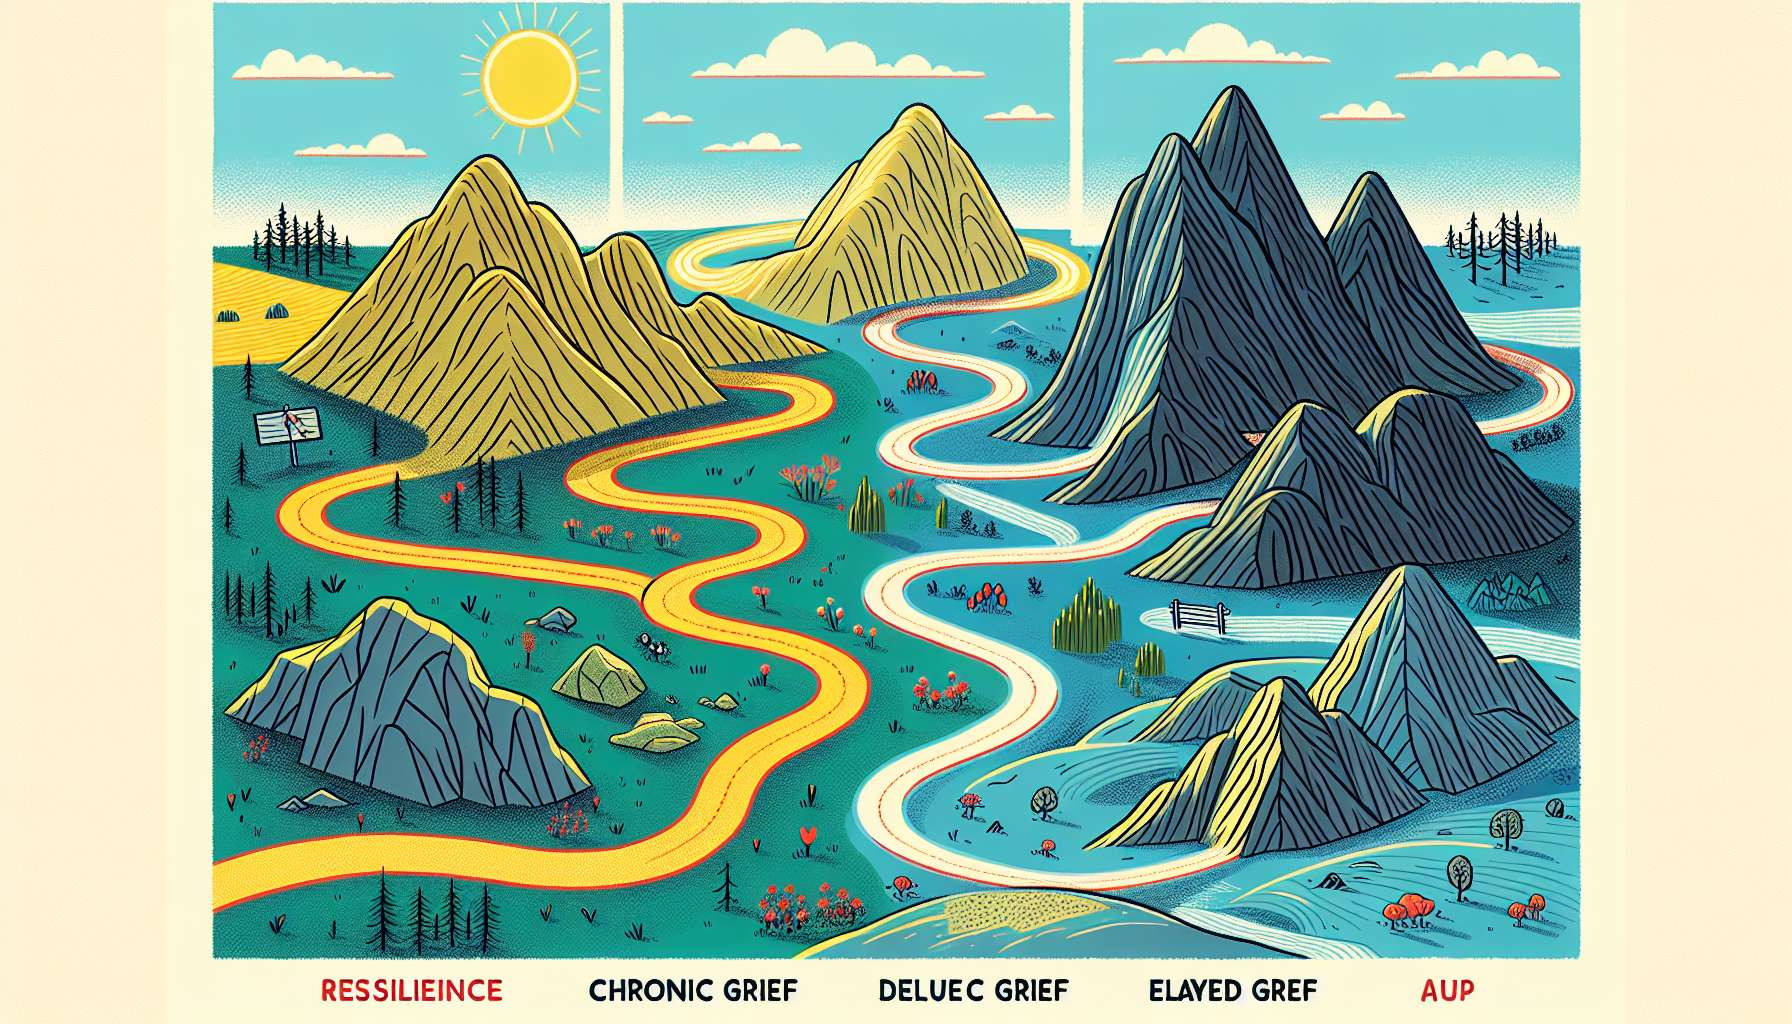 RESSILIEINCE CHRONIC GRIEF DELUEC GRIEF ELAYED GREF AUP